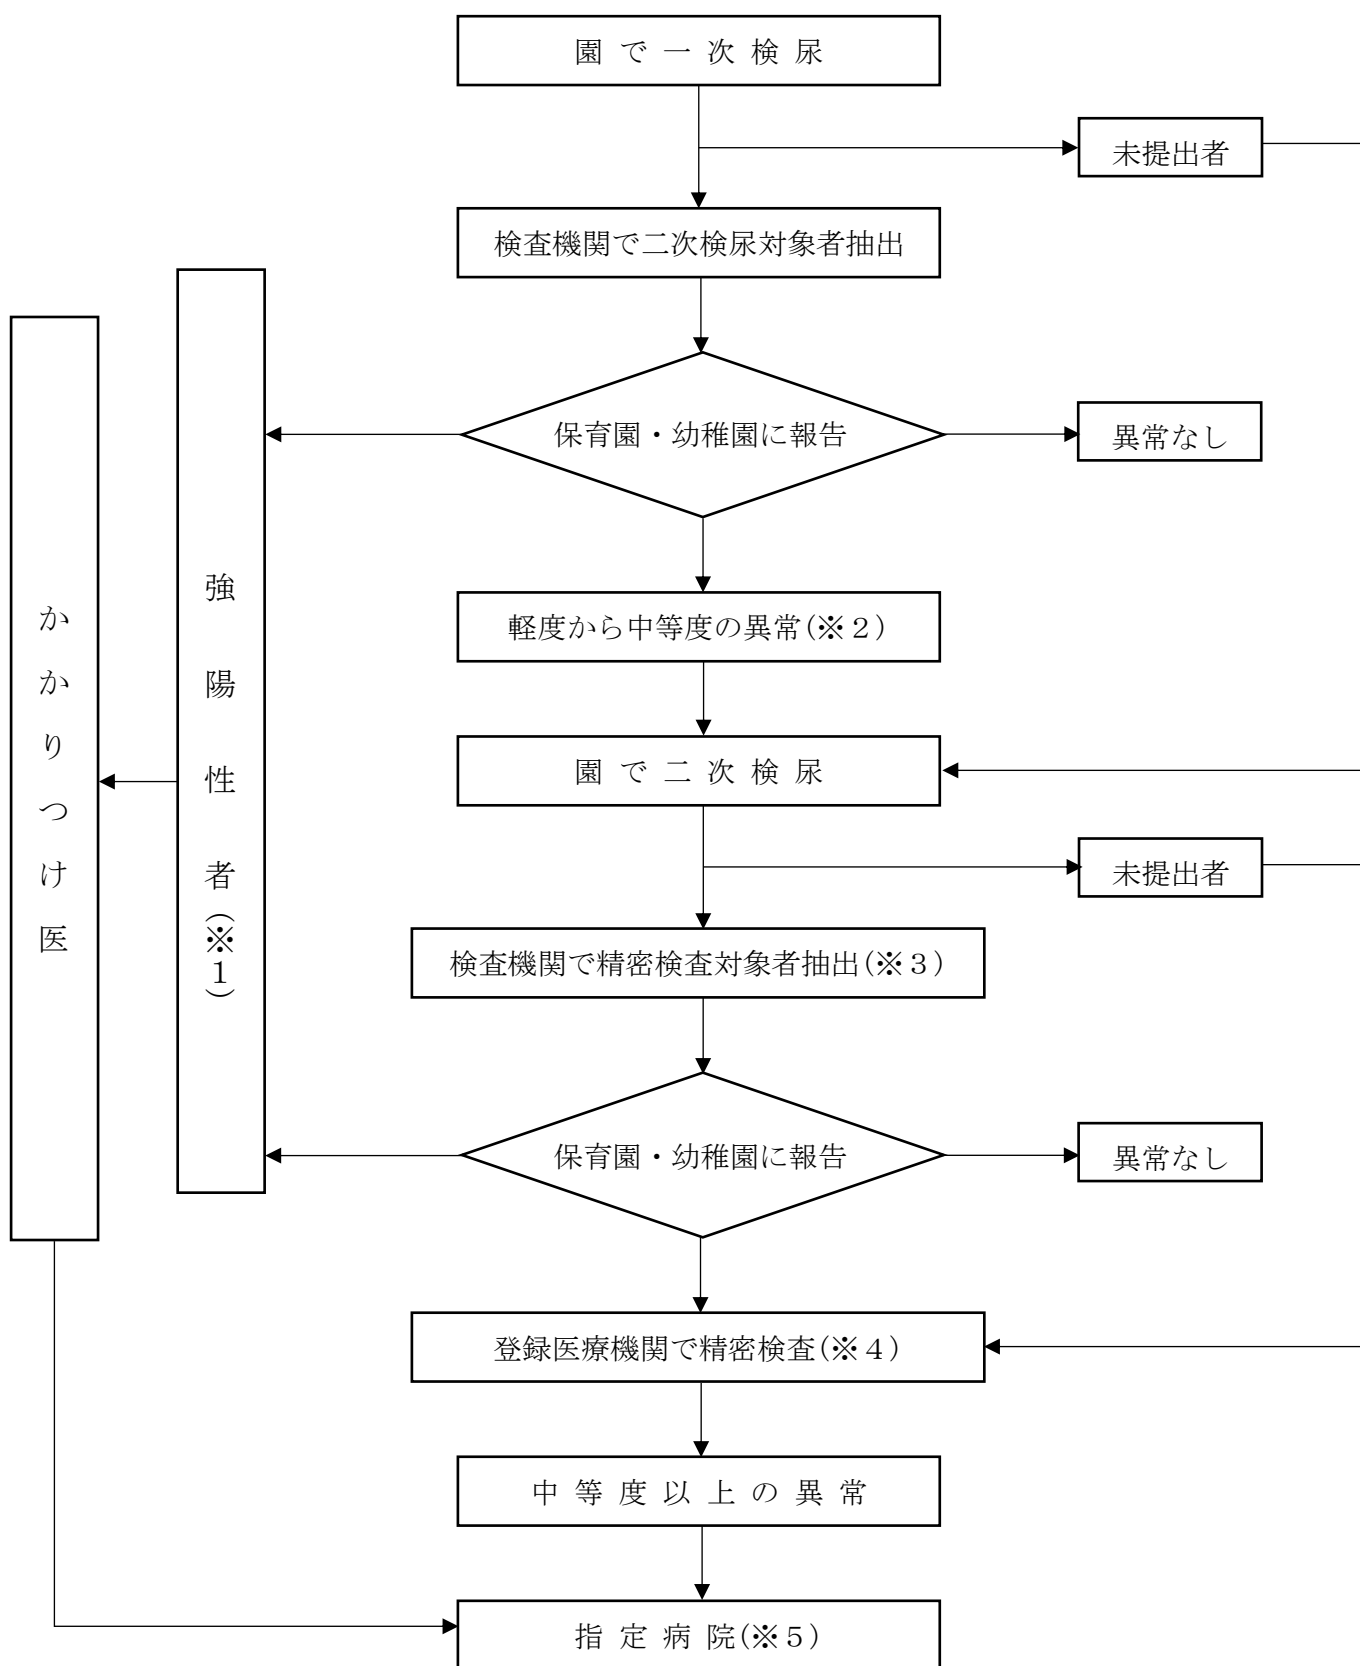 園で一次検尿
未提出者
検査機関で二次検尿対象者抽出
保育園・幼稚園に報告
異常なし
強陽性者(※1)
かかりつけ医
軽度から中等度の異常(※２)
園で二次検尿
未提出者
検査機関で精密検査対象者抽出(※３)
保育園・幼稚園に報告
異常なし
登録医療機関で精密検査(※４)
中等度以上の異常
指定病院(※５)